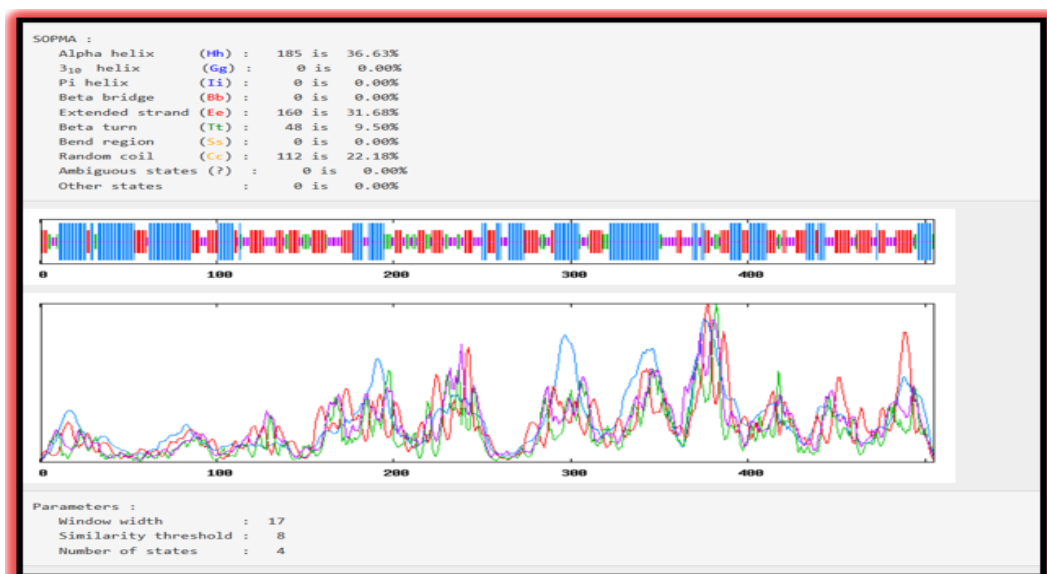 SOPMA :
Alpha helix (Hh) : 185 is 36.63%
3₁₀ helix (Gg) : 0 is 0.00%
Pi helix (Ii) : 0 is 0.00%
Beta bridge (Bb) : 0 is 0.00%
Extended strand (Ee) : 160 is 31.68%
Beta turn (Tt) : 48 is 9.50%
Bend region (Ss) : 0 is 0.00%
Random coil (Cc) : 112 is 22.18%
Ambiguous states (?) : 0 is 0.00%
Other states : 0 is 0.00%
0 100 200 300 400
0 100 200 300 400
Parameters :
Window width : 17
Similarity threshold : 8
Number of states : 4